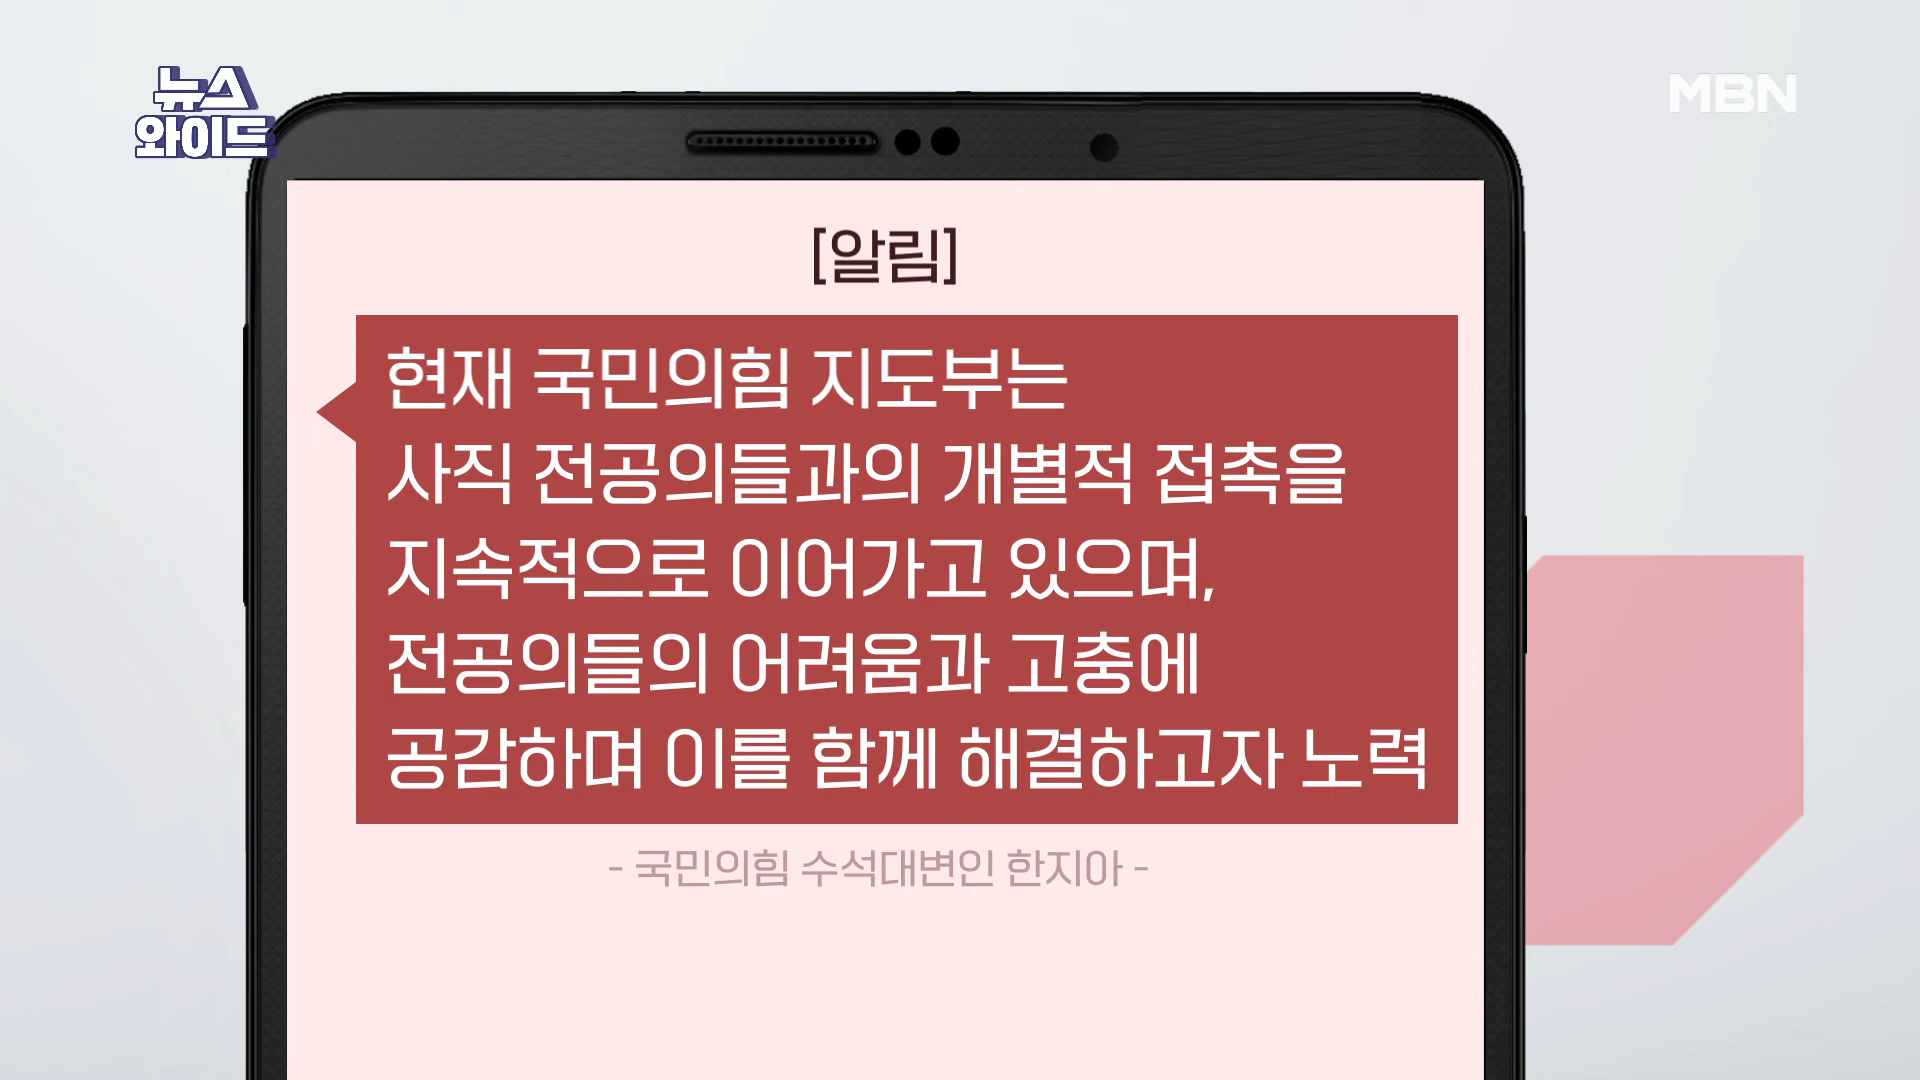 뉴스
와이드
MBN
[알림]
현재 국민의힘 지도부는
사직 전공의들과의 개별적 접촉을
지속적으로 이어가고 있으며,
전공의들의 어려움과 고충에
공감하며 이를 함께 해결하고자 노력
- 국민의힘 수석대변인 한지아 -